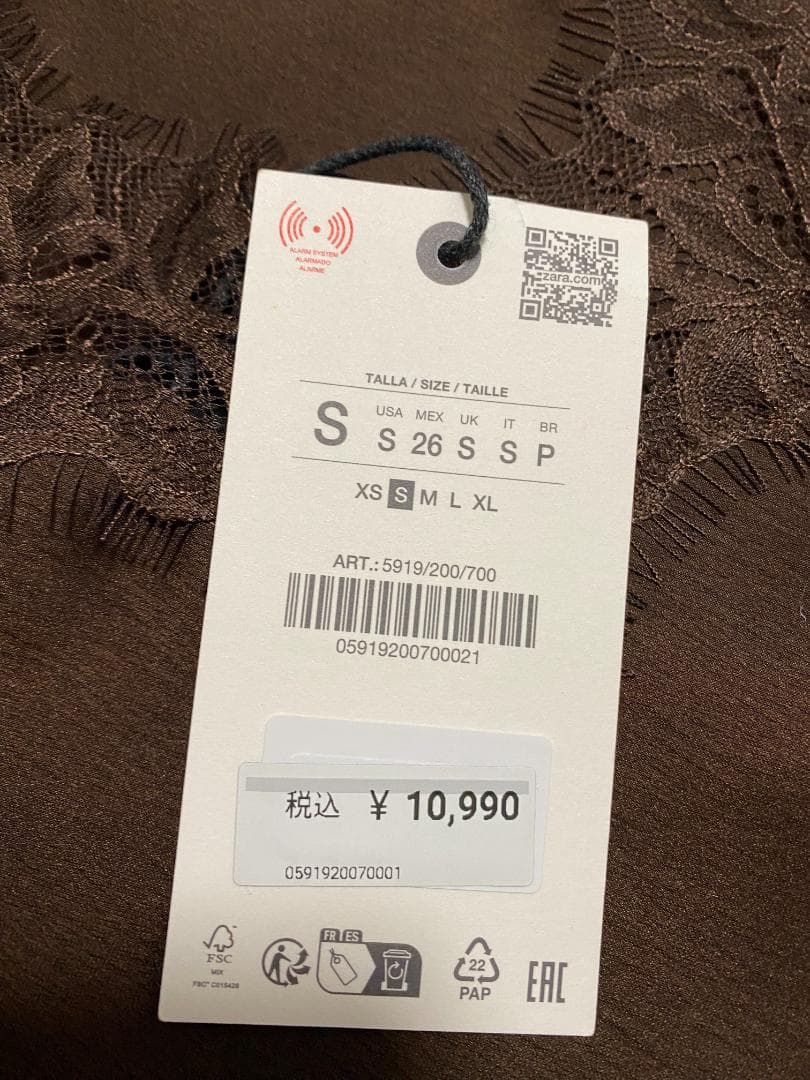 ALARM SYSTEM
ALARMADO
ALARME
zara.com
TALLA / SIZE / TAILLE
S
USA MEX UK IT BR
S 26 S S P
XS S M L XL
ART.: 5919/200/700
05919200700021
税込 ¥ 10,990
0591920070001
FSC
MIX
FR ES
22
PAP
EAC